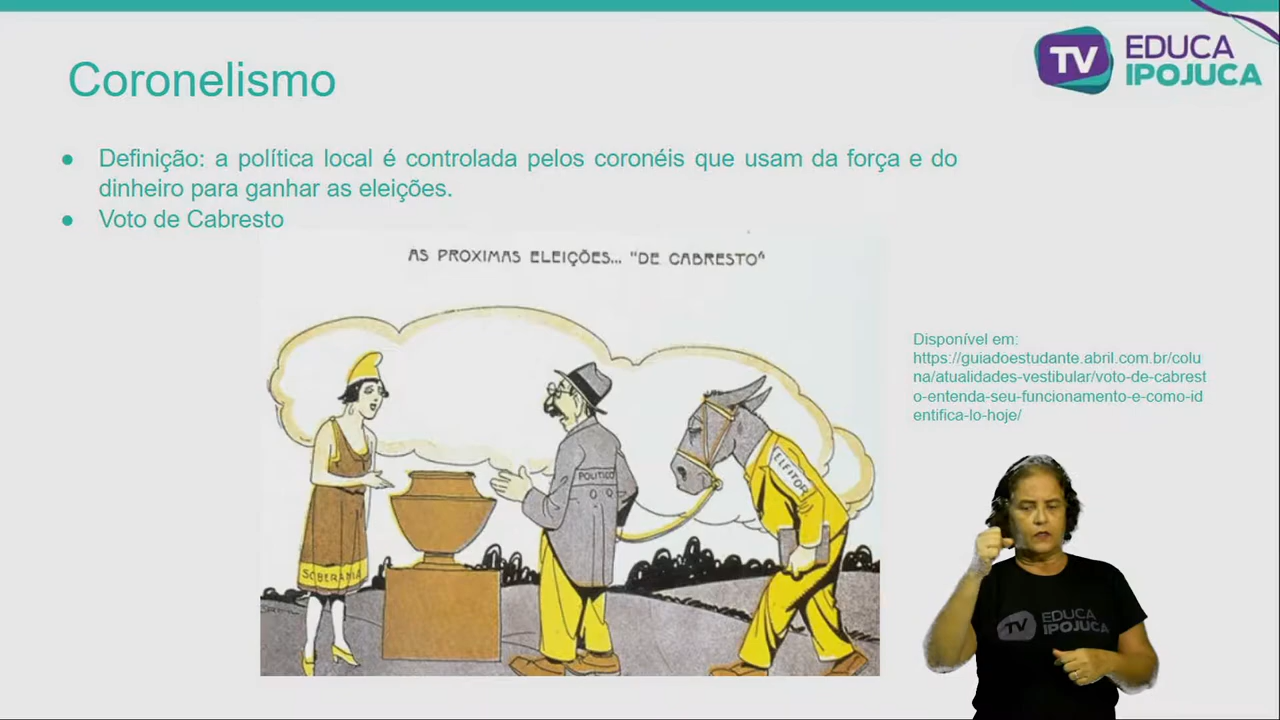 Coronelismo
TV EDUCA
IPOJUCA
● Definição: a política local é controlada pelos coronéis que usam da força e do
dinheiro para ganhar as eleições.
● Voto de Cabresto
AS PROXIMAS ELEIÇÕES... "DE CABRESTO"
Disponível em:
https://guiadoestudante.abril.com.br/colu
na/atualidades-vestibular/voto-de-cabrest
o-entenda-seu-funcionamento-e-como-id
entifica-lo-hoje/
ELEITOR
POLITICO
SOBERANIA
TV EDUCA
IPOJUCA